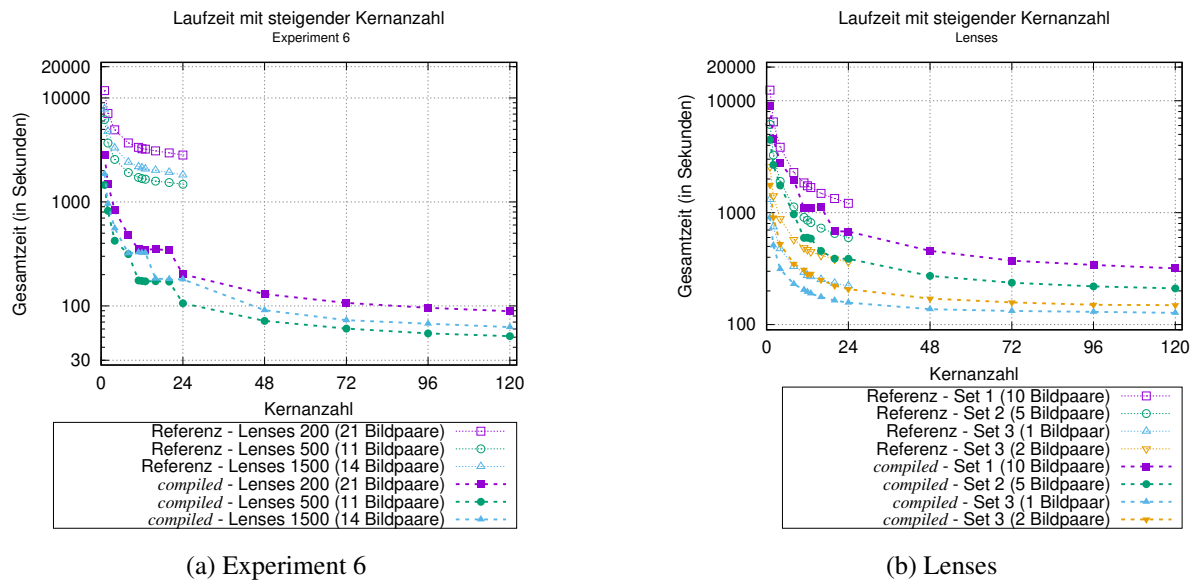 Laufzeit mit steigender Kernanzahl
Experiment 6
Gesamtzeit (in Sekunden)
20000
10000
1000
100
30
0
24
48
72
96
120
Kernanzahl
Referenz - Lenses 200 (21 Bildpaare)
Referenz - Lenses 500 (11 Bildpaare)
Referenz - Lenses 1500 (14 Bildpaare)
compiled - Lenses 200 (21 Bildpaare)
compiled - Lenses 500 (11 Bildpaare)
compiled - Lenses 1500 (14 Bildpaare)
(a) Experiment 6
Laufzeit mit steigender Kernanzahl
Lenses
Gesamtzeit (in Sekunden)
20000
10000
1000
100
0
24
48
72
96
120
Kernanzahl
Referenz - Set 1 (10 Bildpaare)
Referenz - Set 2 (5 Bildpaare)
Referenz - Set 3 (1 Bildpaar)
Referenz - Set 3 (2 Bildpaare)
compiled - Set 1 (10 Bildpaare)
compiled - Set 2 (5 Bildpaare)
compiled - Set 3 (1 Bildpaar)
compiled - Set 3 (2 Bildpaare)
(b) Lenses